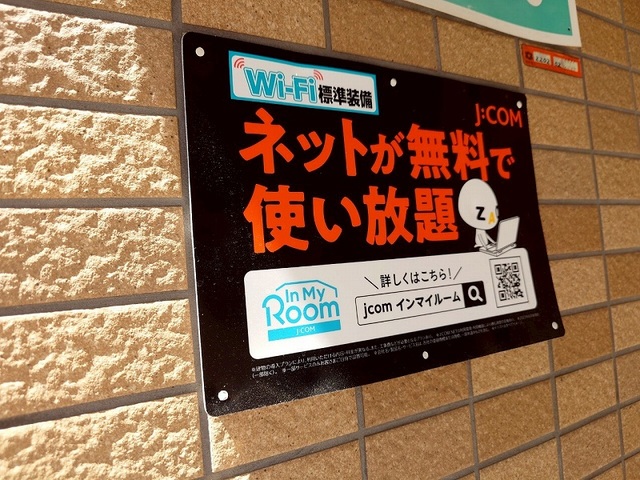 Wi-Fi標準装備
J:COM
ネットが無料で
使い放題
Z
詳しくはこちら!
In My
Room
J:COM
jcom インマイルーム